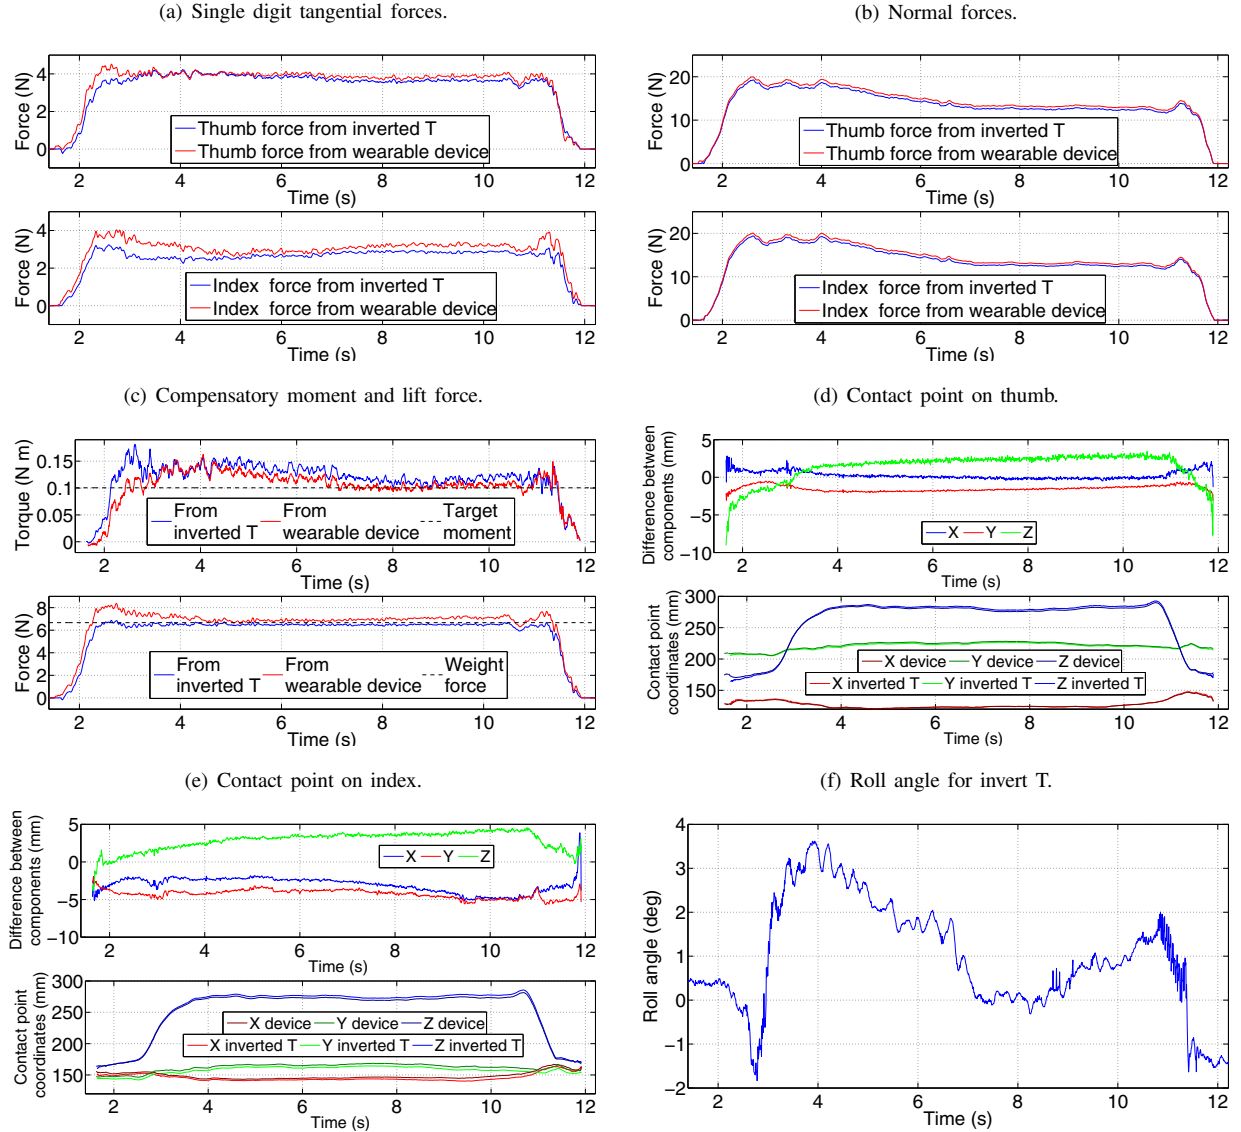 (a) Single digit tangential forces.
Force (N)
4
2
0
Thumb force from inverted T
Thumb force from wearable device
2 4 6 8 10 12
Time (s)
Force (N)
4
2
0
Index force from inverted T
Index force from wearable device
2 4 6 8 10 12
Time (s)
(b) Normal forces.
Force (N)
20
10
0
Thumb force from inverted T
Thumb force from wearable device
2 4 6 8 10 12
Time (s)
Force (N)
20
10
0
Index force from inverted T
Index force from wearable device
2 4 6 8 10 12
Time (s)
(c) Compensatory moment and lift force.
Torque (N m)
0.15
0.1
0.05
0
From inverted T
From wearable device
Target moment
2 4 6 8 10 12
Time (s)
Force (N)
8
6
4
2
0
From inverted T
From wearable device
Weight force
2 4 6 8 10 12
Time (s)
(d) Contact point on thumb.
Difference between
components (mm)
5
0
−5
−10
X Y Z
2 4 6 8 10 12
Time (s)
Contact point
coordinates (mm)
300
250
200
150
X device Y device Z device
X inverted T Y inverted T Z inverted T
2 4 6 8 10 12
Time (s)
(e) Contact point on index.
Difference between
components (mm)
5
0
−5
−10
X Y Z
2 4 6 8 10 12
Time (s)
Contact point
coordinates (mm)
300
250
200
150
X device Y device Z device
X inverted T Y inverted T Z inverted T
2 4 6 8 10 12
Time (s)
(f) Roll angle for invert T.
Roll angle (deg)
4
3
2
1
0
−1
−2
2 4 6 8 10 12
Time (s)